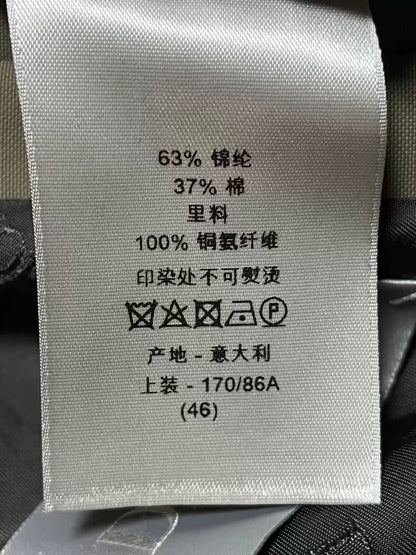 63% 锦纶
37% 棉
里料
100% 铜氨纤维
印染处不可熨烫
P
产地 - 意大利
上装 - 170/86A
(46)